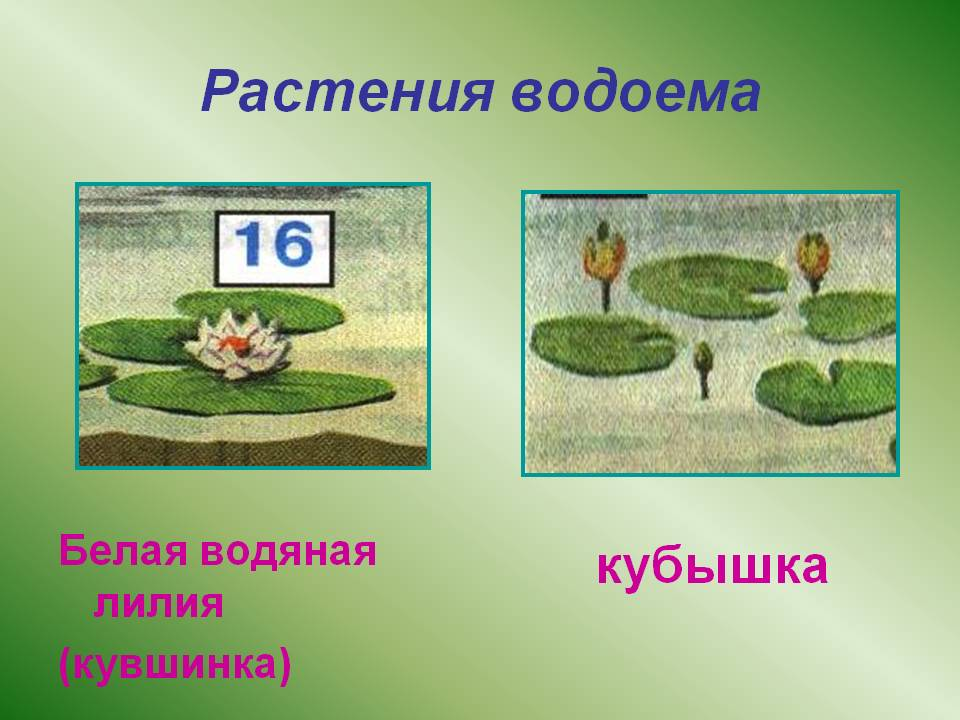 Растения водоема
16
Белая водяная
лилия
(кувшинка)
кубышка